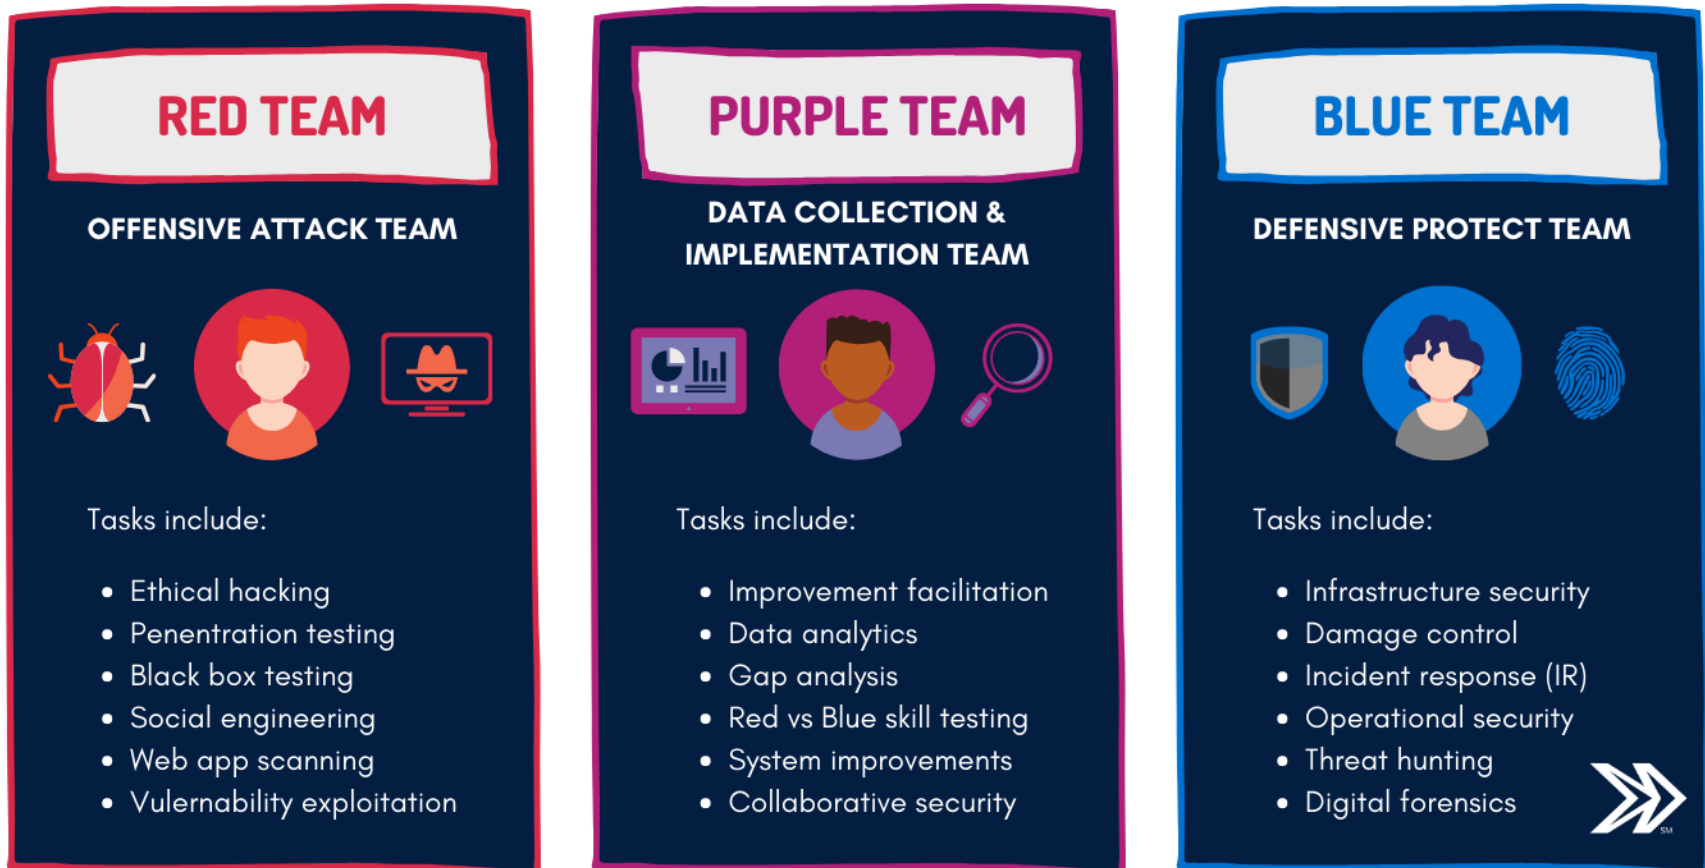 RED TEAM
OFFENSIVE ATTACK TEAM
Tasks include:
• Ethical hacking
• Penentration testing
• Black box testing
• Social engineering
• Web app scanning
• Vulernability exploitation
PURPLE TEAM
DATA COLLECTION &
IMPLEMENTATION TEAM
Tasks include:
• Improvement facilitation
• Data analytics
• Gap analysis
• Red vs Blue skill testing
• System improvements
• Collaborative security
BLUE TEAM
DEFENSIVE PROTECT TEAM
Tasks include:
• Infrastructure security
• Damage control
• Incident response (IR)
• Operational security
• Threat hunting
• Digital forensics
SM